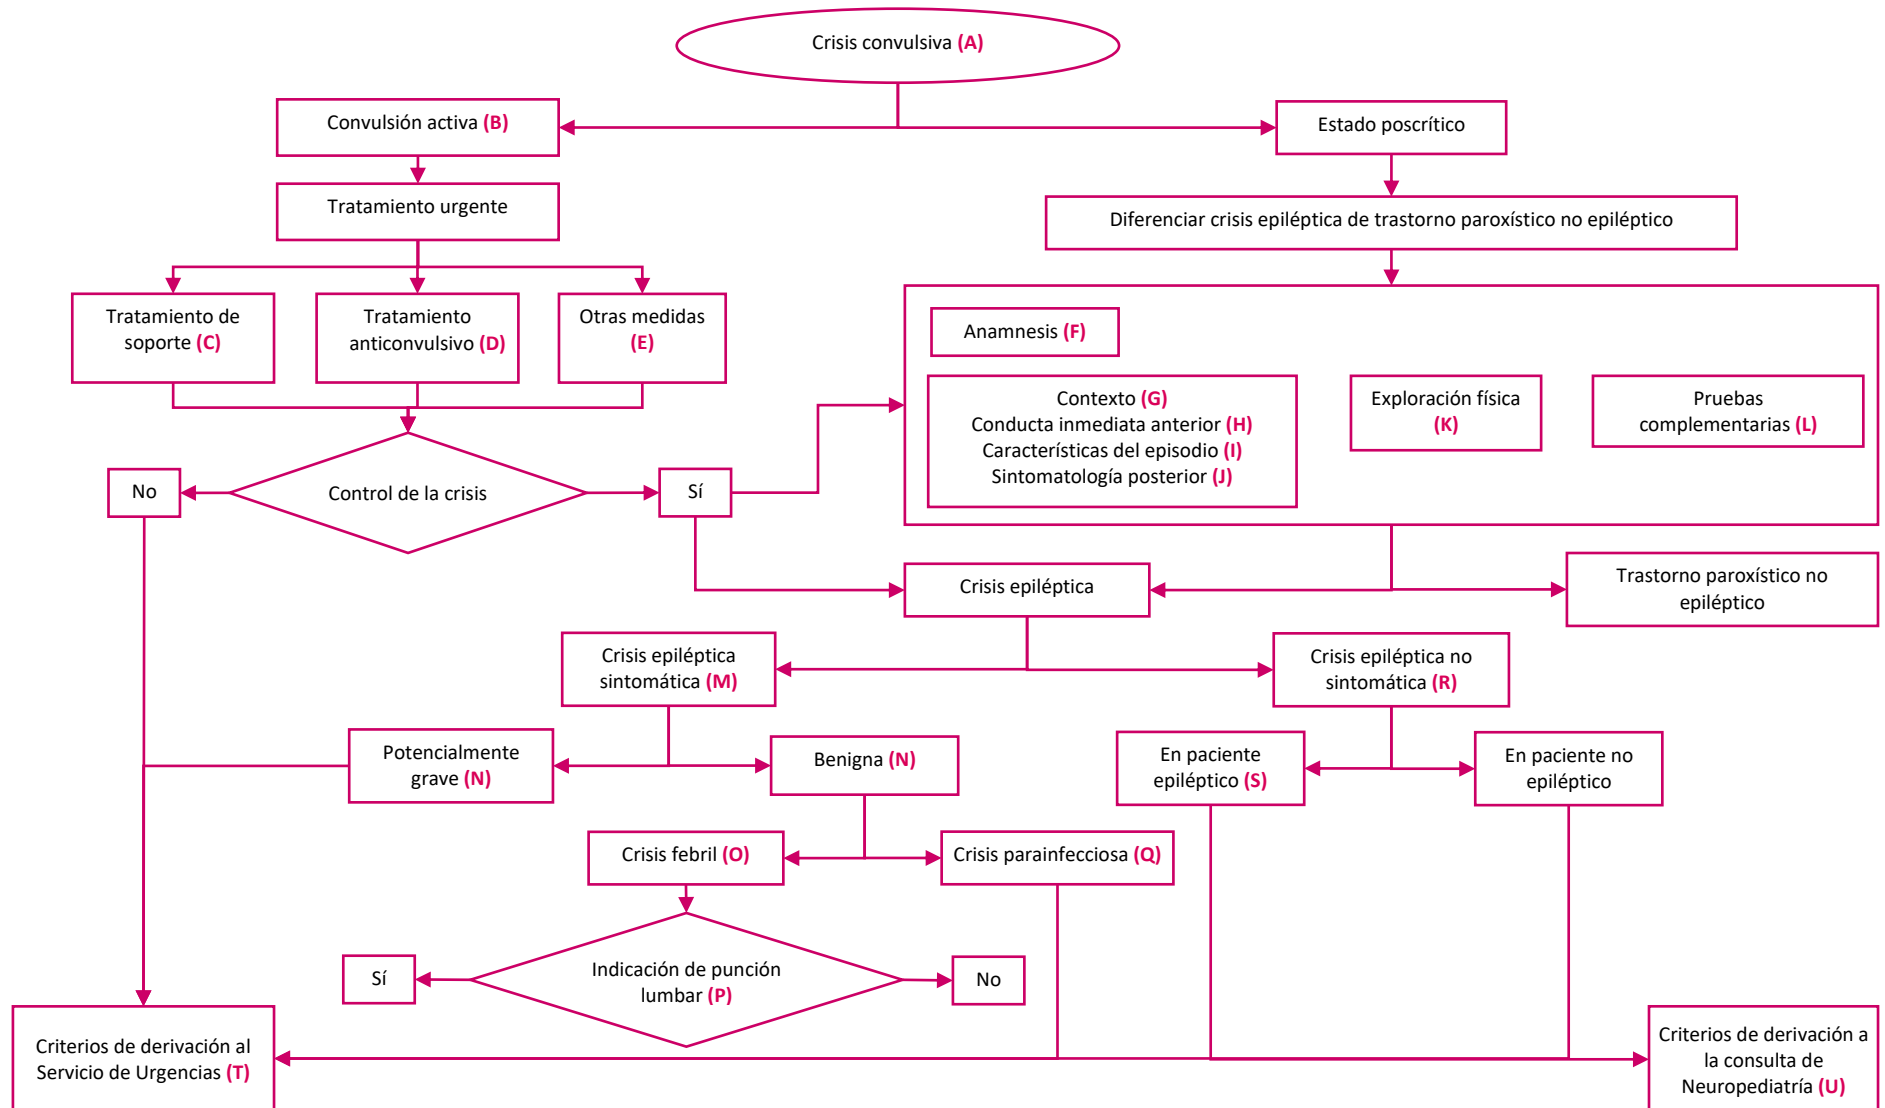 Crisis convulsiva (A)
Convulsión activa (B)
Estado poscrítico
Tratamiento urgente
Diferenciar crisis epiléptica de trastorno paroxístico no epiléptico
Tratamiento de
soporte (C)
Tratamiento
anticonvulsivo (D)
Otras medidas
(E)
Anamnesis (F)
Contexto (G)
Conducta inmediata anterior (H)
Características del episodio (I)
Sintomatología posterior (J)
Exploración física
(K)
Pruebas
complementarias (L)
No
Control de la crisis
Sí
Crisis epiléptica
Trastorno paroxístico no
epiléptico
Crisis epiléptica
sintomática (M)
Crisis epiléptica no
sintomática (R)
Potencialmente
grave (N)
Benigna (N)
En paciente
epiléptico (S)
En paciente no
epiléptico
Crisis febril (O)
Crisis parainfecciosa (Q)
Sí
Indicación de punción
lumbar (P)
No
Criterios de derivación al
Servicio de Urgencias (T)
Criterios de derivación a
la consulta de
Neuropediatría (U)